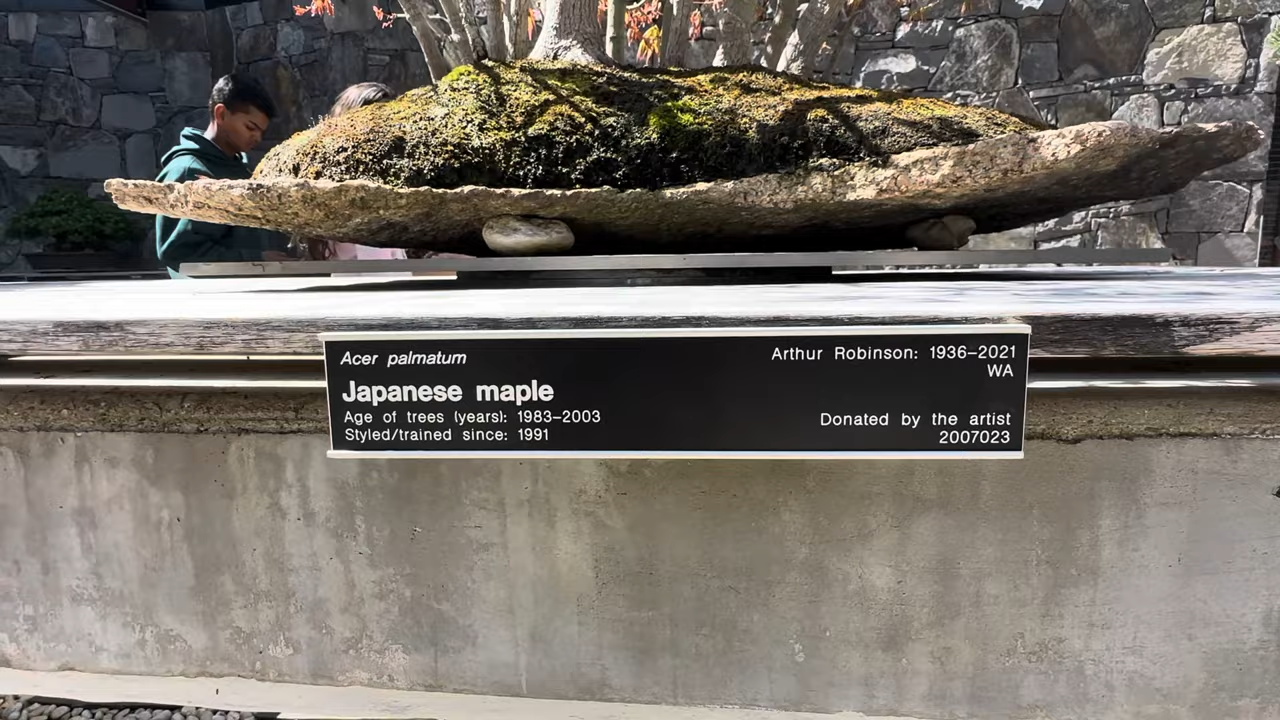 Acer palmatum
Japanese maple
Age of trees (years): 1983–2003
Styled/trained since: 1991
Arthur Robinson: 1936–2021
WA
Donated by the artist
2007023